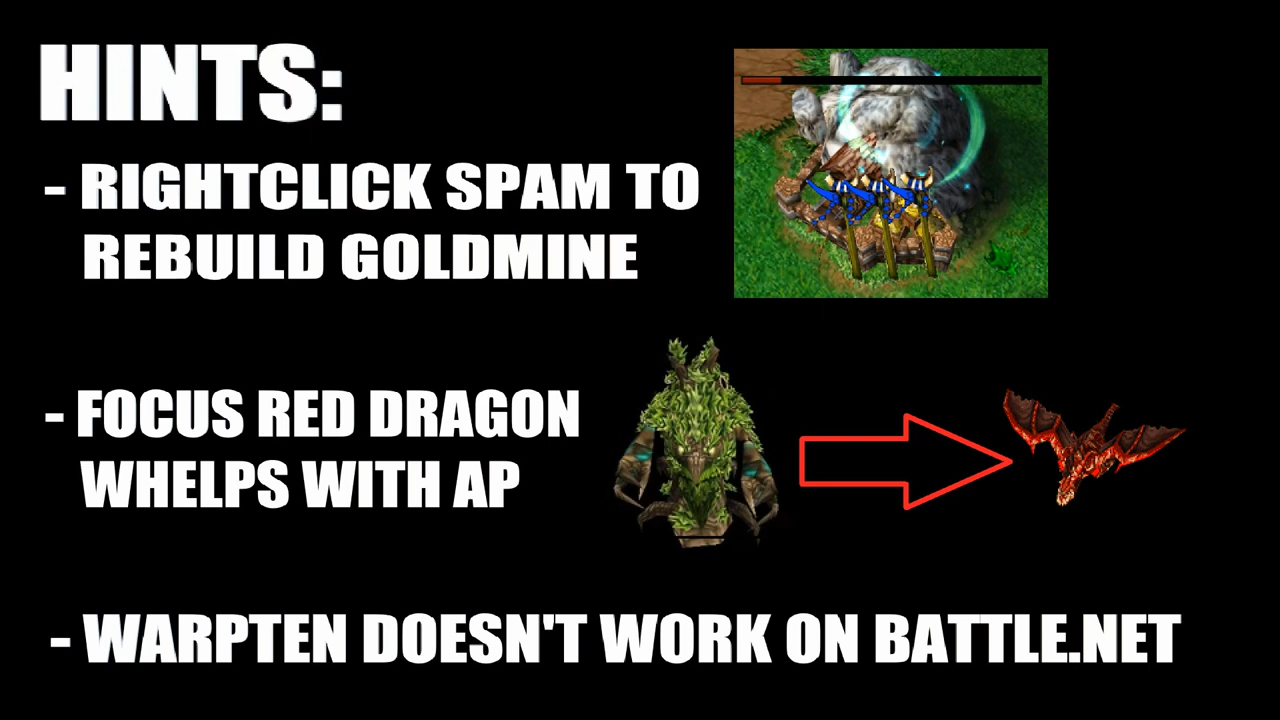 HINTS:
- RIGHTCLICK SPAM TO
REBUILD GOLDMINE
- FOCUS RED DRAGON
WHELPS WITH AP
- WARPTEN DOESN'T WORK ON BATTLE.NET